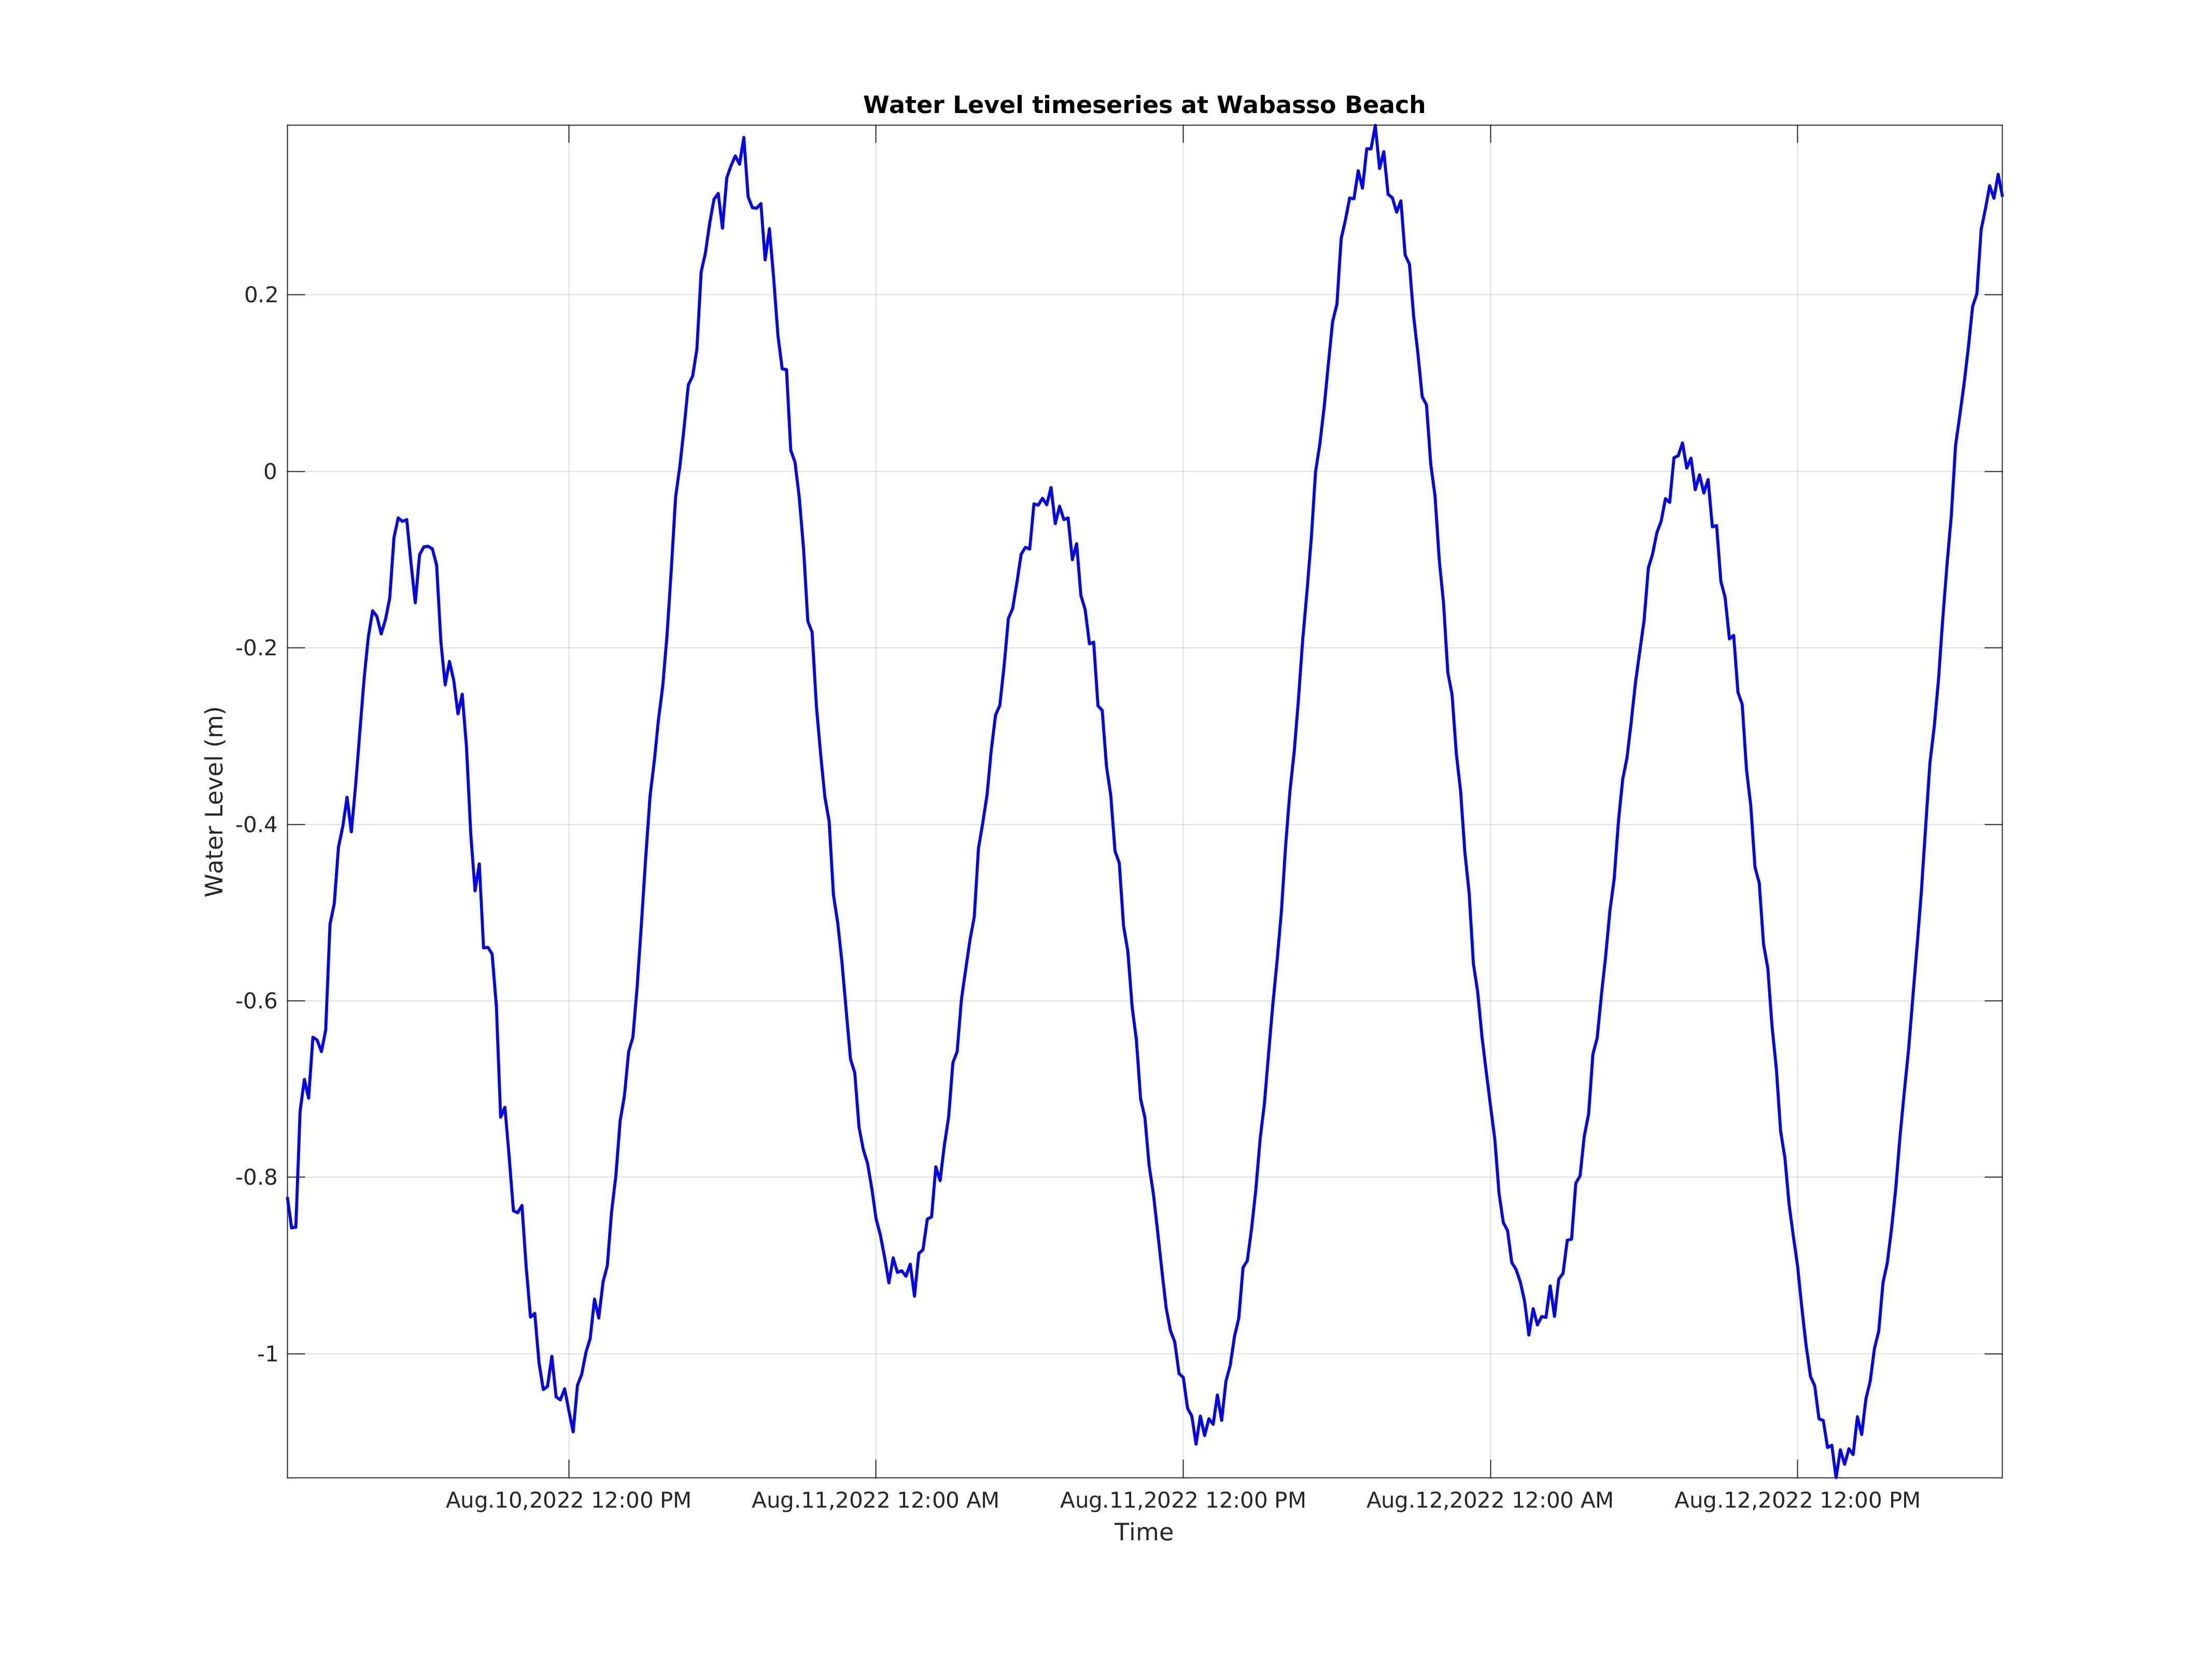 Water Level timeseries at Wabasso Beach
0.2
0
-0.2
-0.4
-0.6
-0.8
-1
Water Level (m)
Aug.10,2022 12:00 PM
Aug.11,2022 12:00 AM
Aug.11,2022 12:00 PM
Aug.12,2022 12:00 AM
Aug.12,2022 12:00 PM
Time